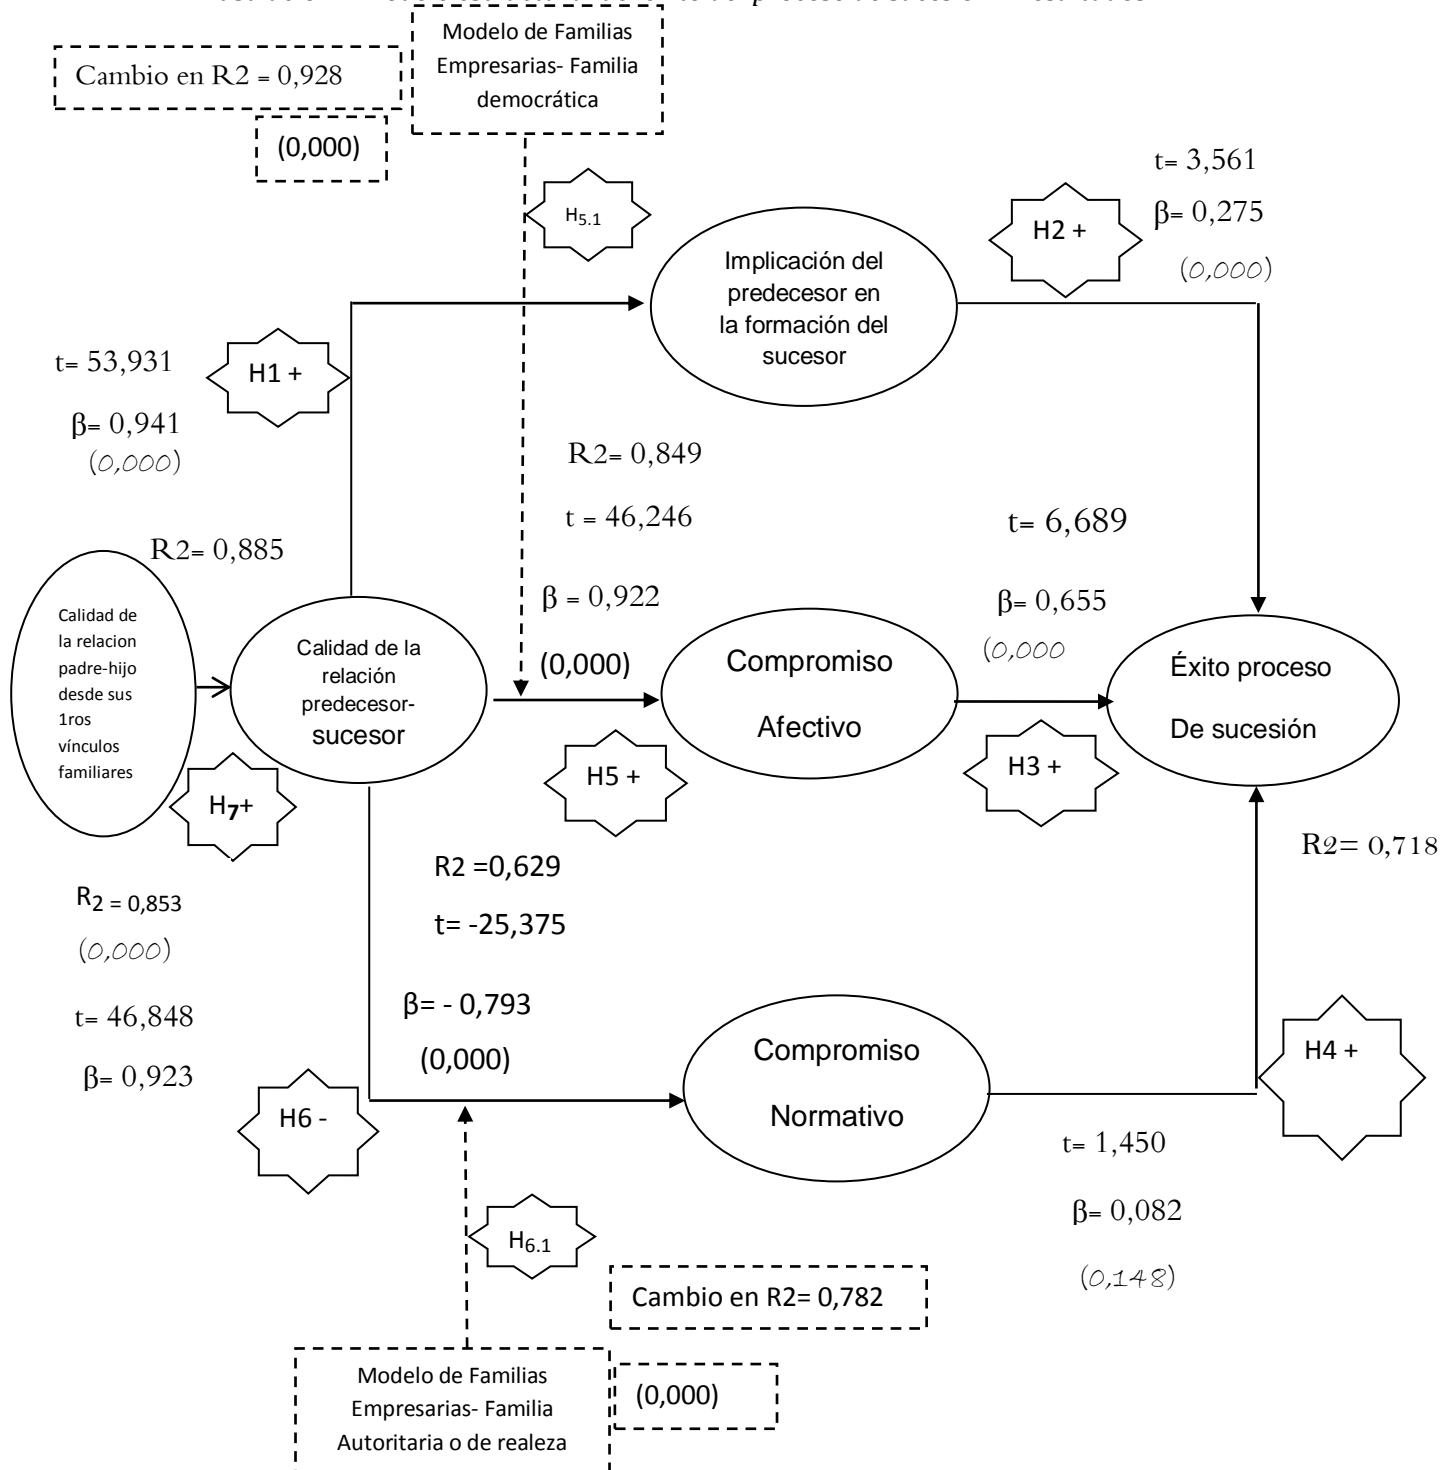 Modelo de Familias
Empresarias- Familia
democrática
Cambio en R2 = 0,928
(0,000)
H5.1
t= 3,561
H2 +
β= 0,275
(0,000)
Implicación del
predecesor en
la formación del
sucesor
t= 53,931
H1 +
β= 0,941
(0,000)
R2= 0,885
R2= 0,849
t = 46,246
β = 0,922
(0,000)
t= 6,689
β= 0,655
(0,000
Calidad de
la relacion
padre-hijo
desde sus
1ros
vínculos
familiares
Calidad de la
relación
predecesor-
sucesor
Compromiso
Afectivo
Éxito proceso
De sucesión
H7+
H5 +
H3 +
R2= 0,718
R2 = 0,853
(0,000)
t= 46,848
β= 0,923
R2 =0,629
t= -25,375
β= - 0,793
(0,000)
H6 -
Compromiso
Normativo
H4 +
t= 1,450
β= 0,082
(0,148)
H6.1
Cambio en R2= 0,782
(0,000)
Modelo de Familias
Empresarias- Familia
Autoritaria o de realeza